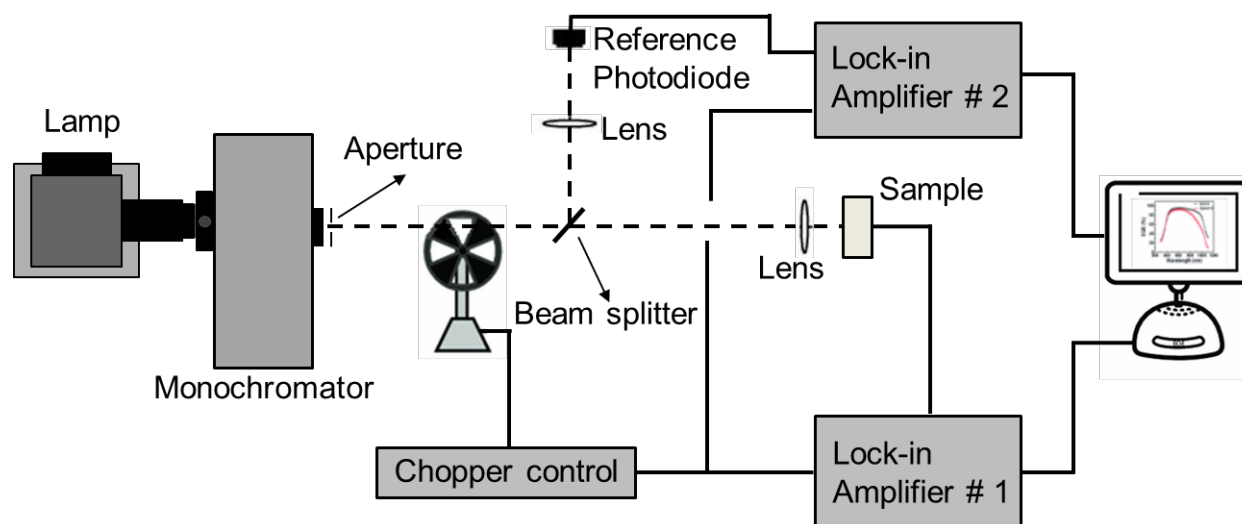 Lamp
Monochromator
Aperture
Reference
Photodiode
Lens
Beam splitter
Lens
Sample
Lock-in
Amplifier # 2
Chopper control
Lock-in
Amplifier # 1